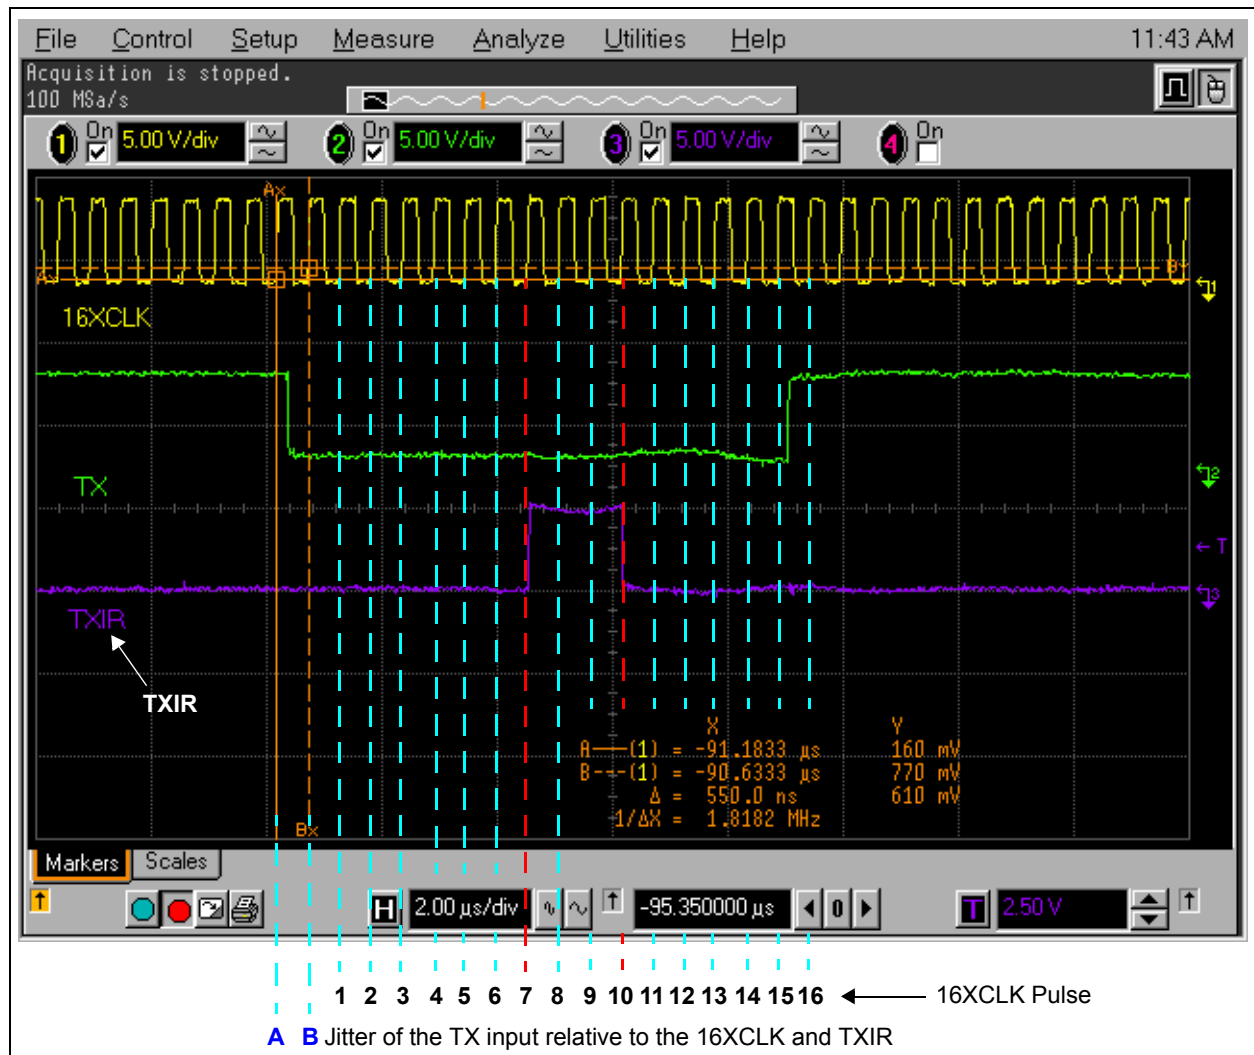 File Control Setup Measure Analyze Utilities Help 11:43 AM
Acquisition is stopped.
100 MSa/s
1 On 5.00 V/div 2 On 5.00 V/div 3 On 5.00 V/div 4 On
Ax
Ax B
1
16XCLK
TX
2
T
TXIR
3
TXIR
X Y
A——(1) = -91.1833 µs 160 mV
B---(1) = -90.6333 µs 770 mV
Δ = 550.0 ns 610 mV
1/ΔX = 1.8182 MHz
Bx
Markers Scales
H 2.00 µs/div -95.350000 µs 0 T 2.50 V
1 2 3 4 5 6 7 8 9 10 11 12 13 14 15 16 16XCLK Pulse
A B Jitter of the TX input relative to the 16XCLK and TXIR